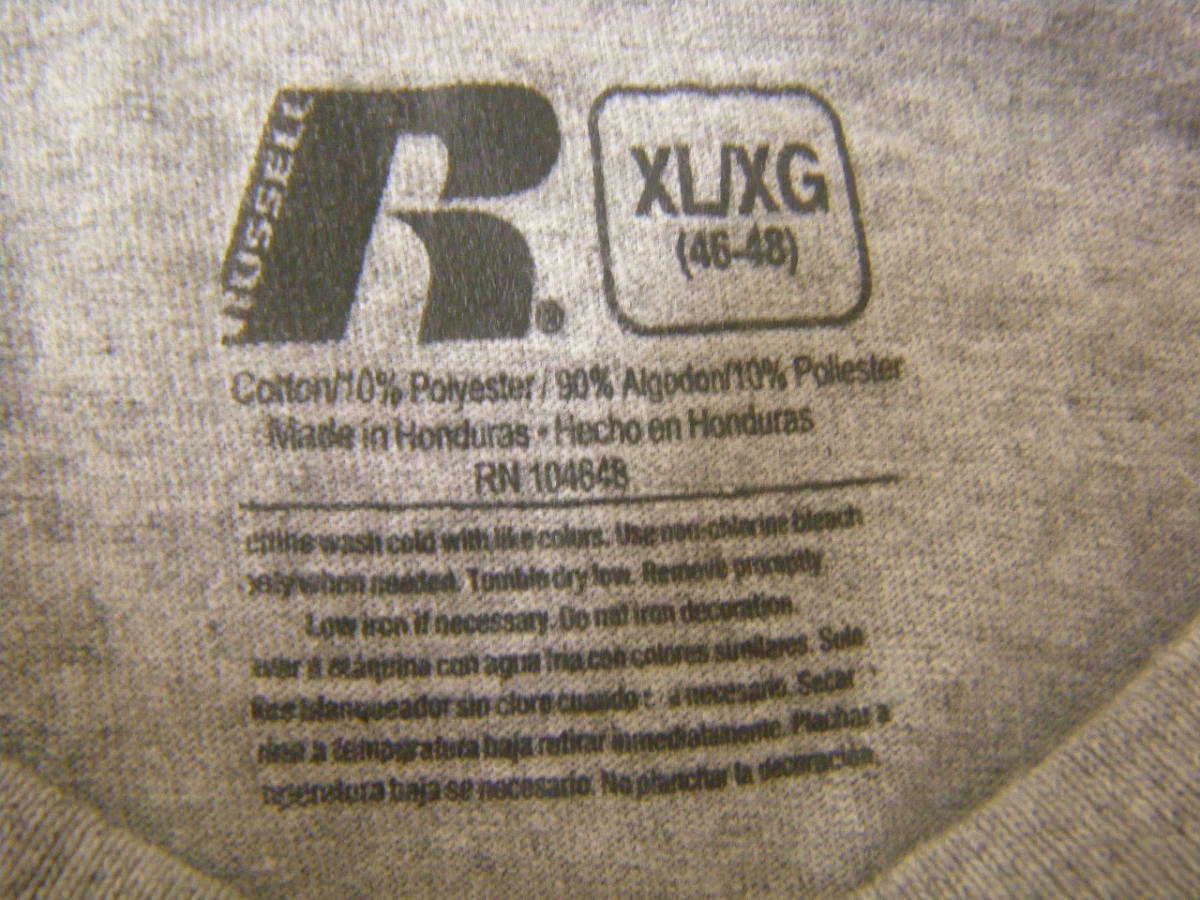 RUSSELL
R®
XL/XG
(46-48)
Cotton/10% Polyester / 90% Algodon/10% Poliester
Made in Honduras • Hecho en Honduras
RN 104648
chine wash cold with like colors. Use non-chlorine bleach
when needed. Tumble dry low. Remove promptly
Low iron if necessary. Do not iron decoration.
avar a máquina con agua fria con colores similares. Solo
blanqueador sin cloro cuando necesario. Secar
a temperatura baja retirar inmediatamente. Planchar a
baja se necesario. No planchar la decoración.